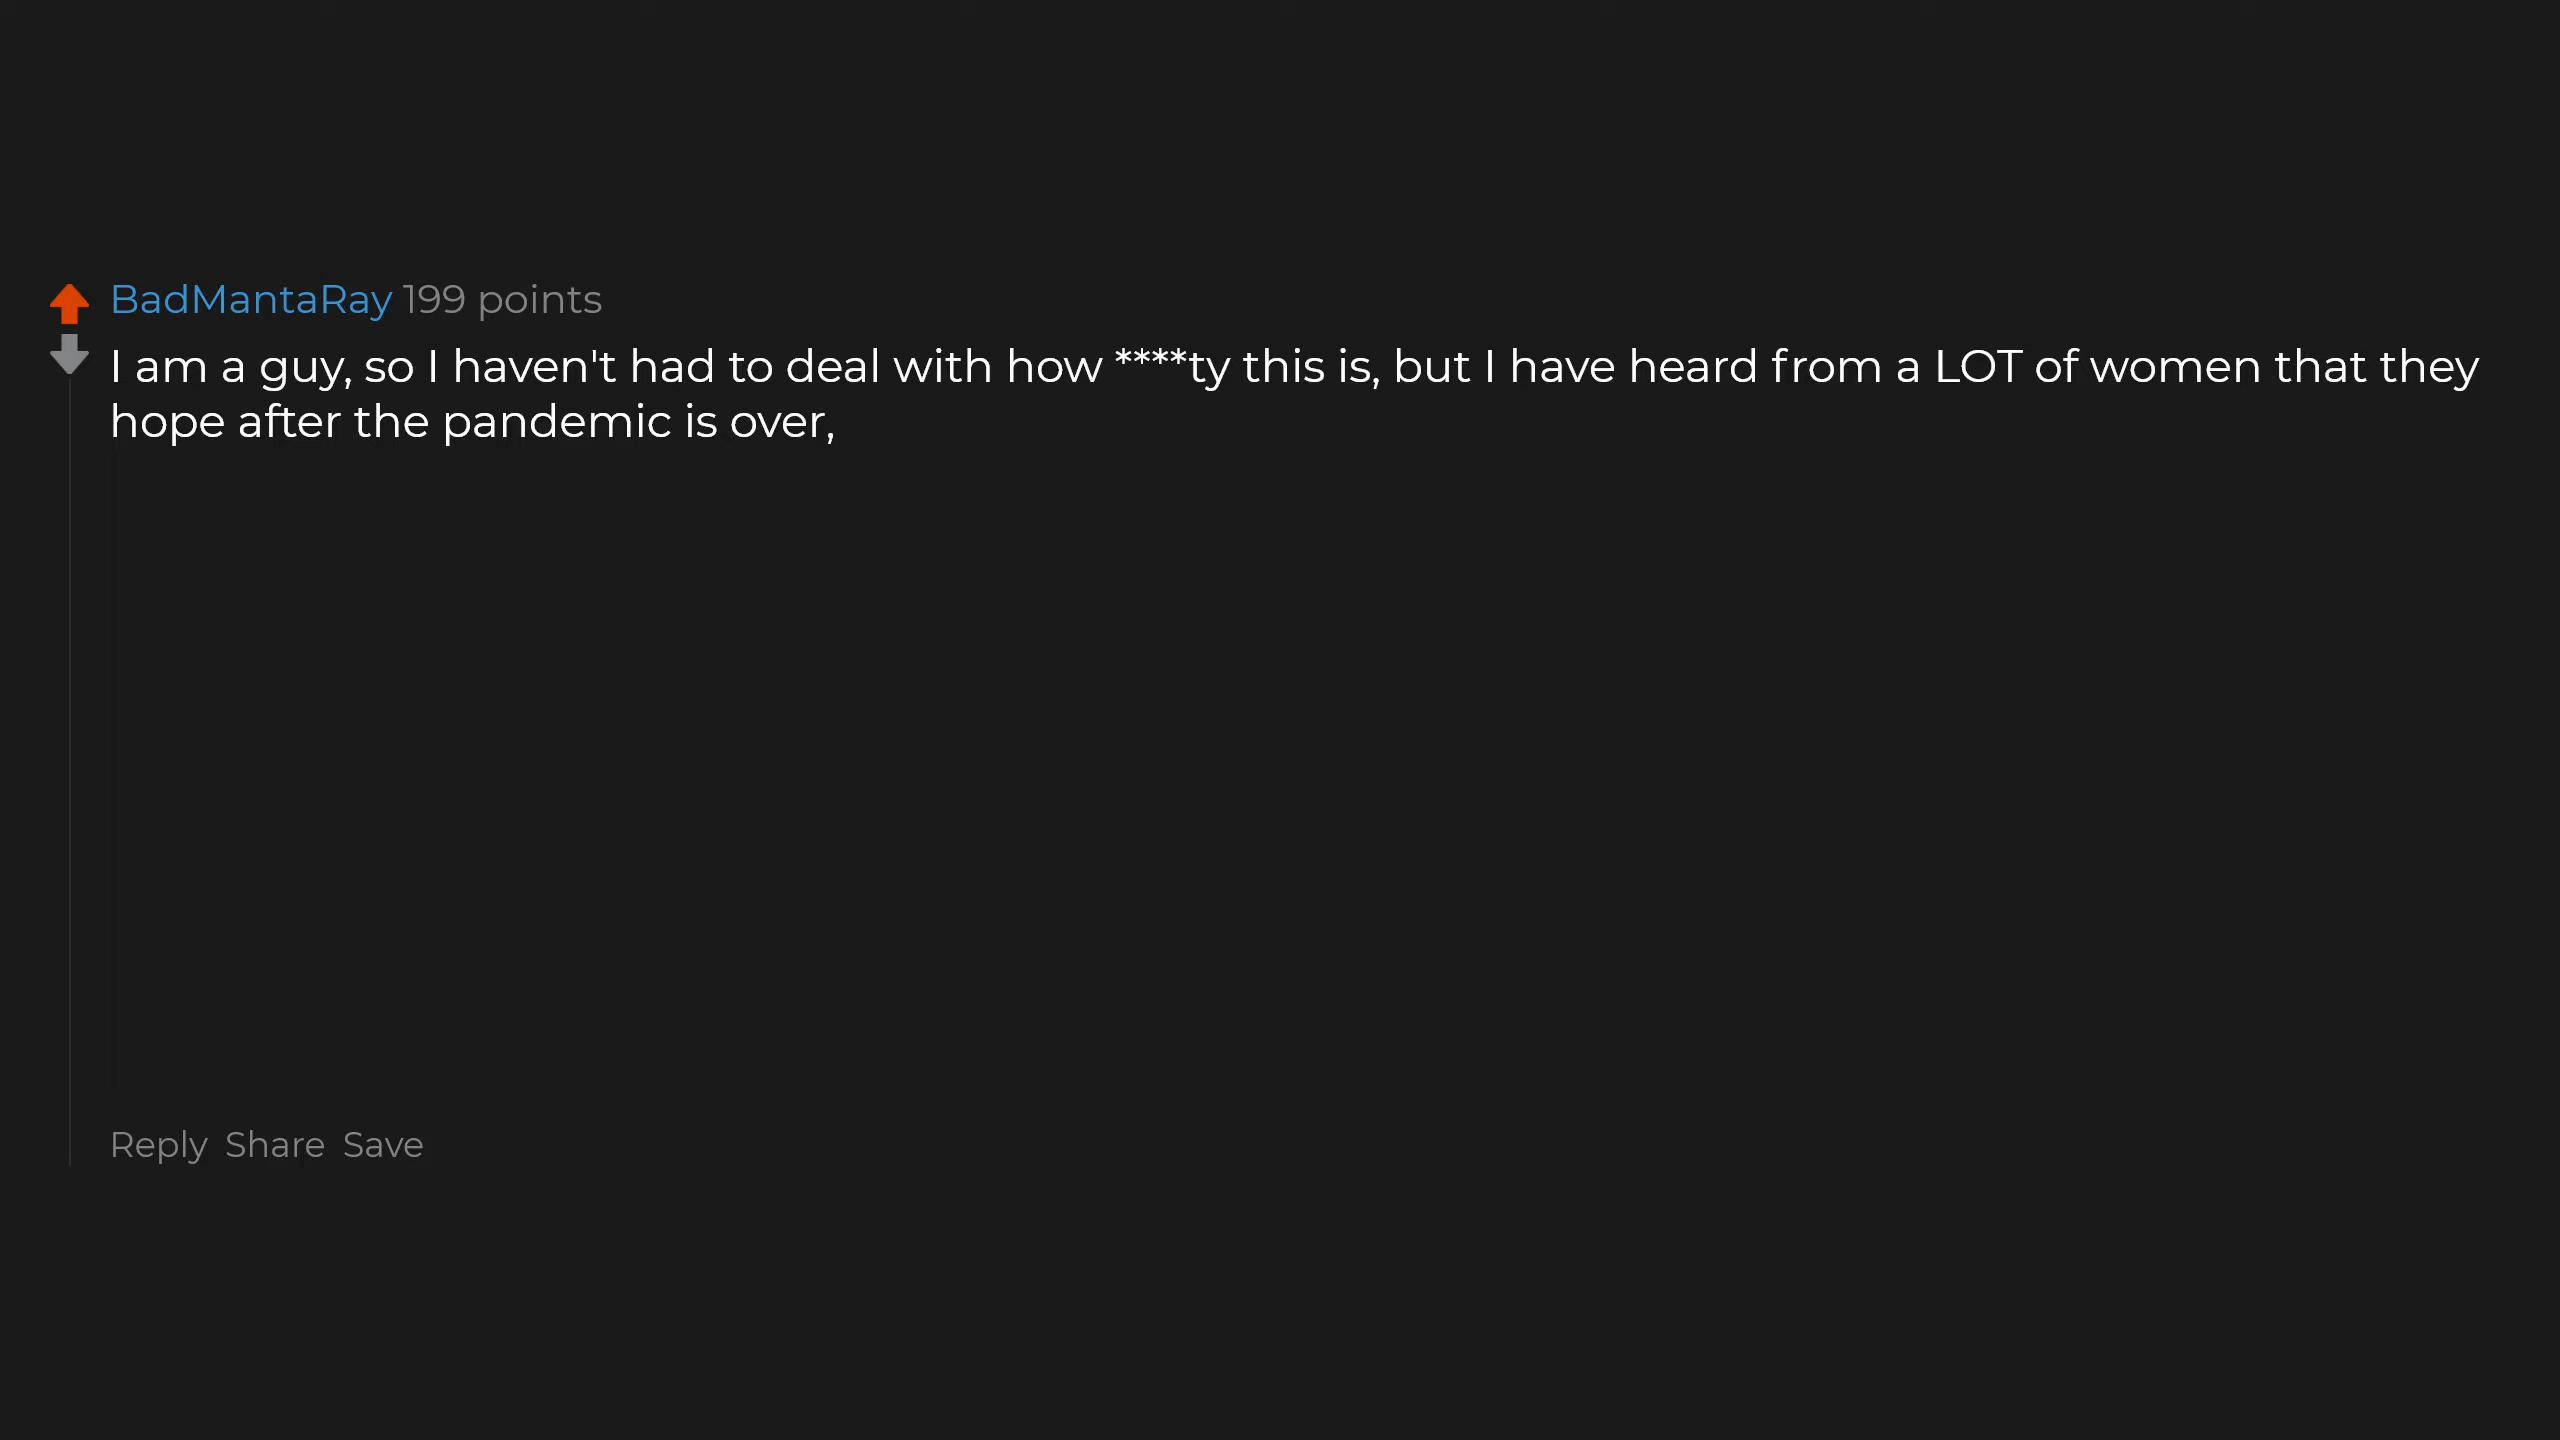 BadMantaRay 199 points
I am a guy, so I haven't had to deal with how ****ty this is, but I have heard from a LOT of women that they
hope after the pandemic is over,
Reply Share Save